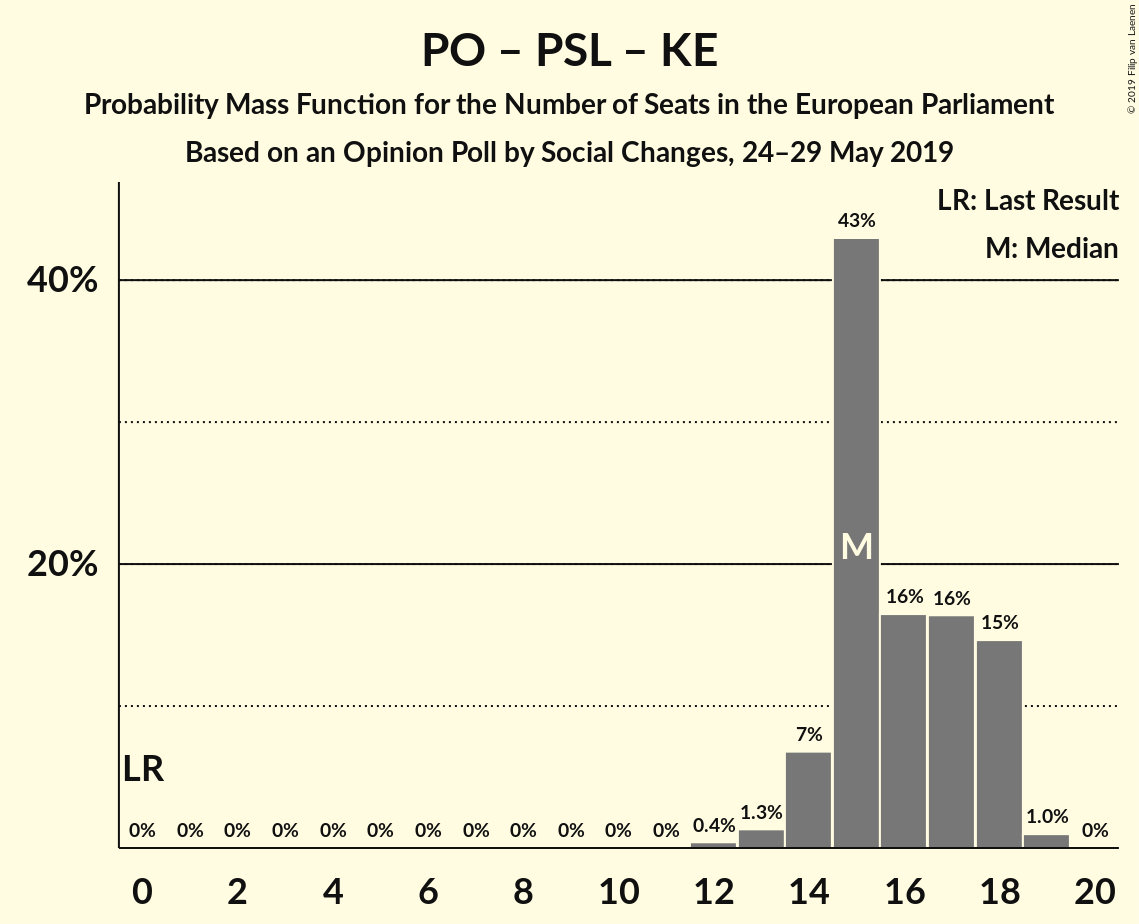 PO – PSL – KE
Probability Mass Function for the Number of Seats in the European Parliament
Based on an Opinion Poll by Social Changes, 24–29 May 2019
© 2019 Filip van Laenen
LR: Last Result
M: Median
43%
40%
M
20%
16% 16% 15%
7%
LR
0% 0% 0% 0% 0% 0% 0% 0% 0% 0% 0% 0% 0.4% 1.3% 1.0% 0%
0 2 4 6 8 10 12 14 16 18 20